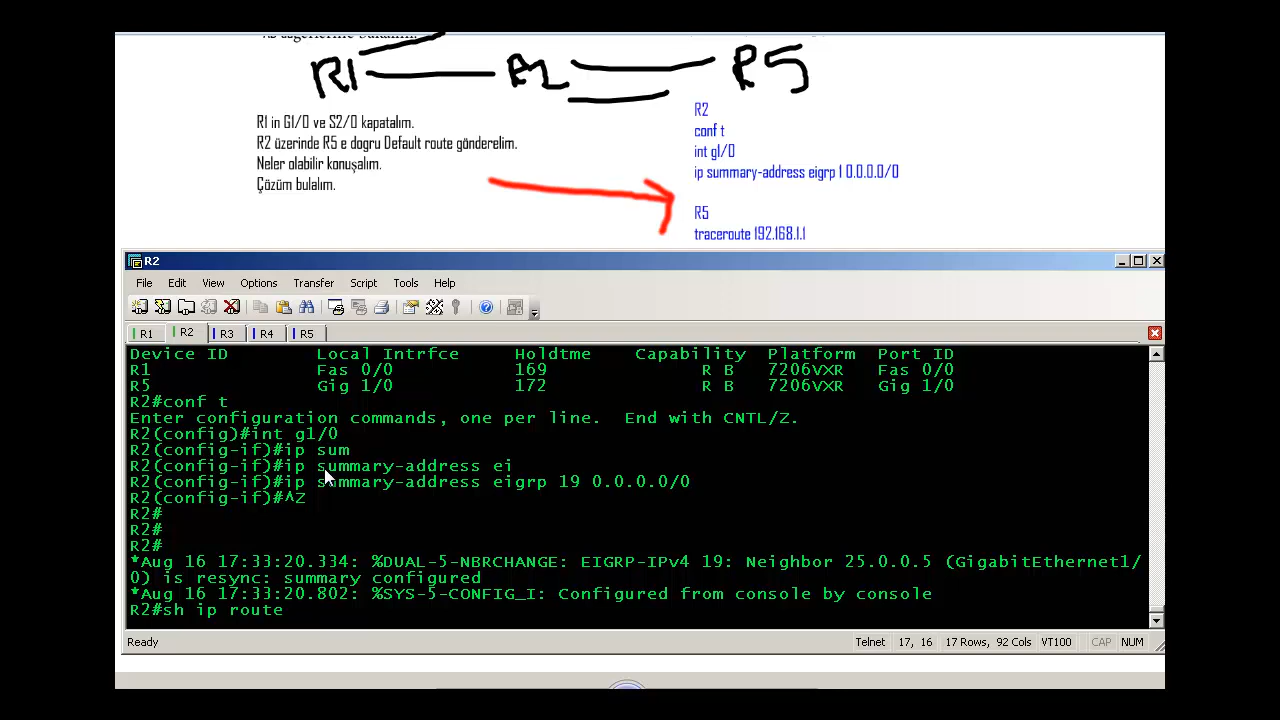 R1 R2 R5
R1 in G1/0 ve S2/0 kapatalım.
R2 üzerinde R5 e dogru Default route gönderelim.
Neler olabilir konuşalım.
Çözüm bulalım.
R2
conf t
int g1/0
ip summary-address eigrp 1 0.0.0.0/0
R5
traceroute 192.168.1.1
R2
File Edit View Options Transfer Script Tools Help
R1 R2 R3 R4 R5
Device ID Local Intrfce Holdtme Capability Platform Port ID
R1 Fas 0/0 169 R B 7206VXR Fas 0/0
R5 Gig 1/0 172 R B 7206VXR Gig 1/0
R2#conf t
Enter configuration commands, one per line. End with CNTL/Z.
R2(config)#int g1/0
R2(config-if)#ip sum
R2(config-if)#ip summary-address ei
R2(config-if)#ip summary-address eigrp 19 0.0.0.0/0
R2(config-if)#^Z
R2#
R2#
R2#
*Aug 16 17:33:20.334: %DUAL-5-NBRCHANGE: EIGRP-IPv4 19: Neighbor 25.0.0.5 (GigabitEthernet1/
0) is resync: summary configured
*Aug 16 17:33:20.802: %SYS-5-CONFIG_I: Configured from console by console
R2#sh ip route
Ready Telnet 17, 16 17 Rows, 92 Cols VT100 CAP NUM